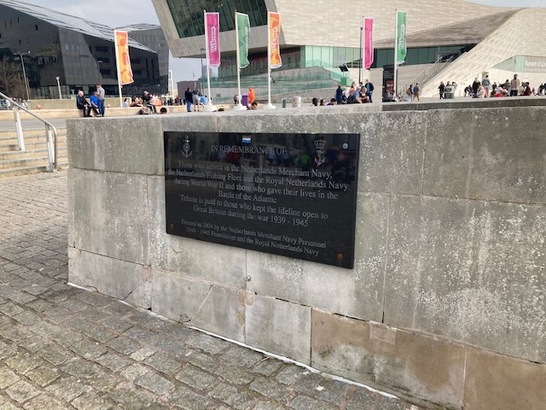 IN REMEMBRANCE OF
Those who served in the Netherlands Merchant Navy,
the Netherlands Fishing Fleet and the Royal Netherlands Navy
during World War II and those who gave their lives in the
Battle of the Atlantic
Tribute is paid to those who kept the lifeline open to
Great Britain during the war 1939 - 1945
by the Netherlands Merchant Navy Personnel
1940 - 1945 Foundation and the Royal Netherlands Navy